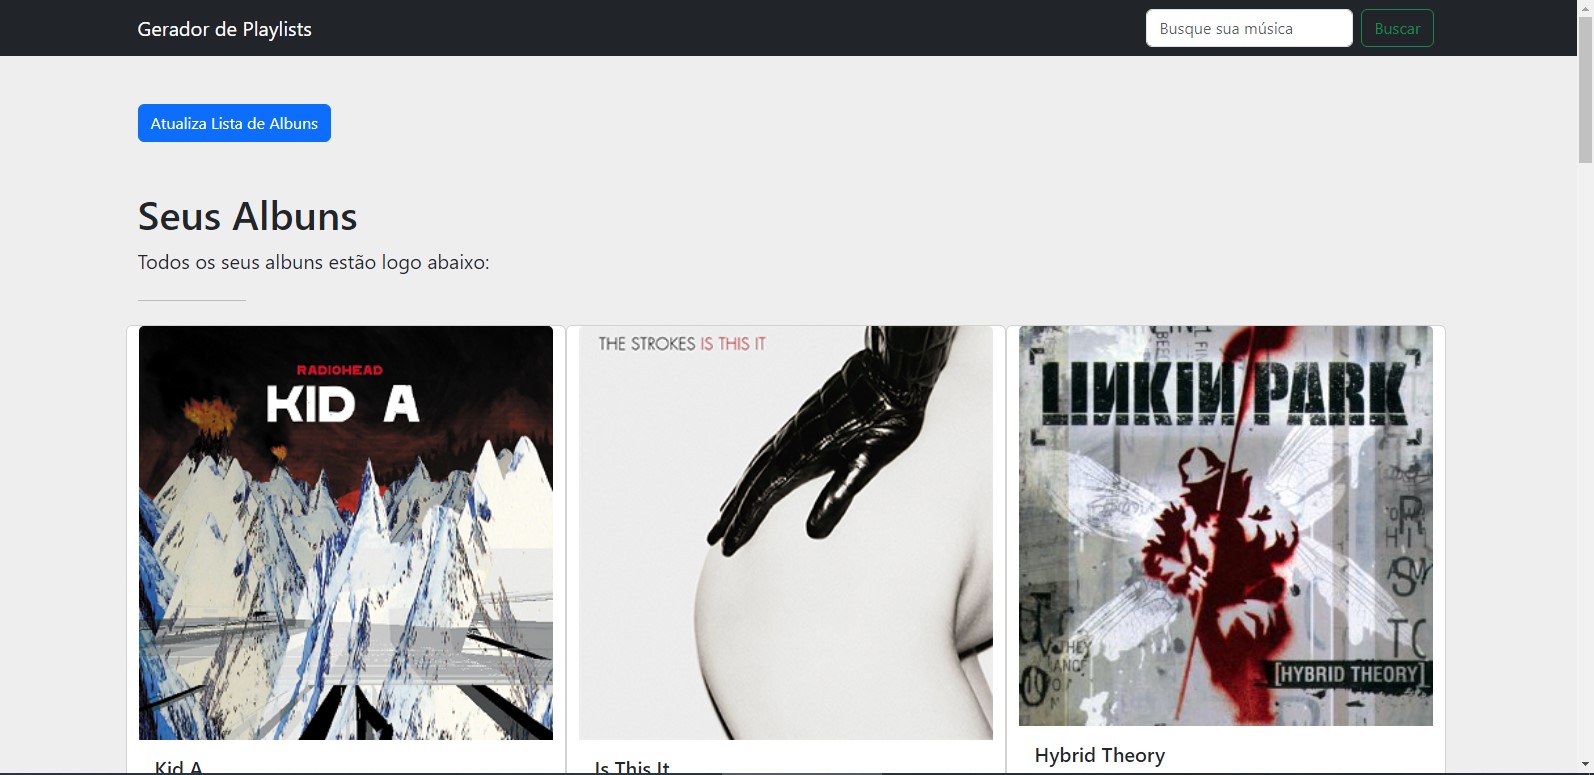 Gerador de Playlists
Busque sua música
Buscar
Atualiza Lista de Albuns
Seus Albuns
Todos os seus albuns estão logo abaixo:
RADIOHEAD
KID A
THE STROKES IS THIS IT
LINKIN PARK
[HYBRID THEORY]
Kid A
Is This It
Hybrid Theory